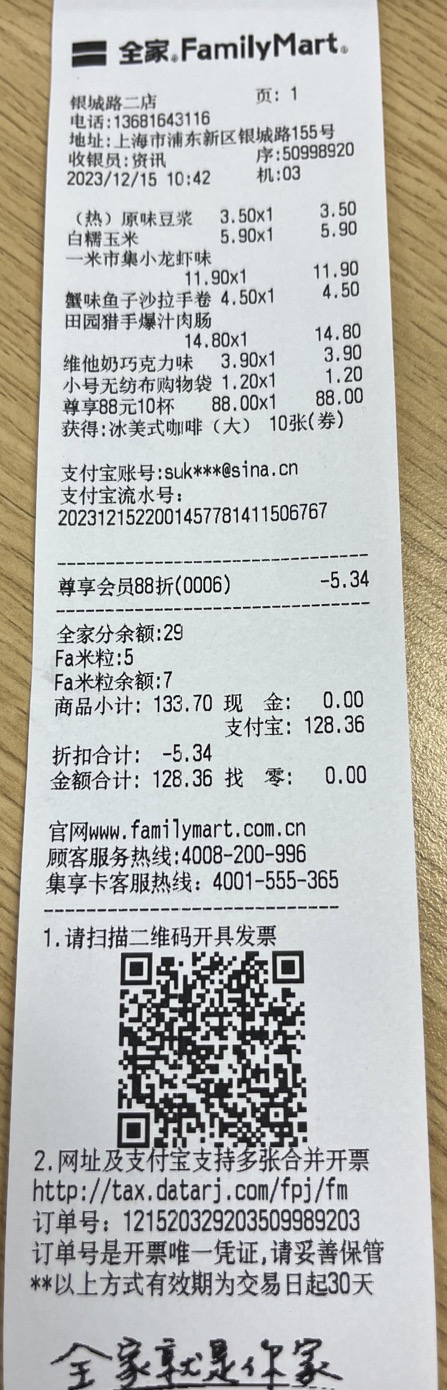 全家 FamilyMart
银城路二店 页: 1
电话:13681643116
地址:上海市浦东新区银城路155号
收银员:资讯 序:50998920
2023/12/15 10:42 机:03
(热)原味豆浆 3.50x1 3.50
白糯玉米 5.90x1 5.90
一米市集小龙虾味
11.90x1 11.90
蟹味鱼子沙拉手卷 4.50x1 4.50
田园猎手爆汁肉肠
14.80x1 14.80
维他奶巧克力味 3.90x1 3.90
小号无纺布购物袋 1.20x1 1.20
尊享88元10杯 88.00x1 88.00
获得:冰美式咖啡(大) 10张(券)
支付宝账号:suk***@sina.cn
支付宝流水号:
2023121522001457781411506767
尊享会员88折(0006) -5.34
全家分余额:29
Fa米粒:5
Fa米粒余额:7
商品小计: 133.70 现 金: 0.00
支付宝: 128.36
折扣合计: -5.34
金额合计: 128.36 找 零: 0.00
官网www.familymart.com.cn
顾客服务热线:4008-200-996
集享卡客服热线: 4001-555-365
1.请扫描二维码开具发票
2.网址及支付宝支持多张合并开票
http://tax.datarj.com/fpj/fm
订单号: 121520329203509989203
订单号是开票唯一凭证,请妥善保管
**以上方式有效期为交易日起30天
全家就是你家